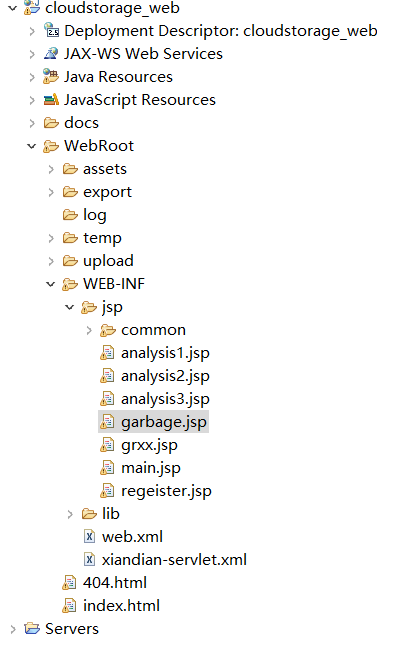 cloudstorage_web
Deployment Descriptor: cloudstorage_web
JAX-WS Web Services
Java Resources
JavaScript Resources
docs
WebRoot
assets
export
log
temp
upload
WEB-INF
jsp
common
analysis1.jsp
analysis2.jsp
analysis3.jsp
garbage.jsp
grxx.jsp
main.jsp
regeister.jsp
lib
web.xml
xiandian-servlet.xml
404.html
index.html
Servers